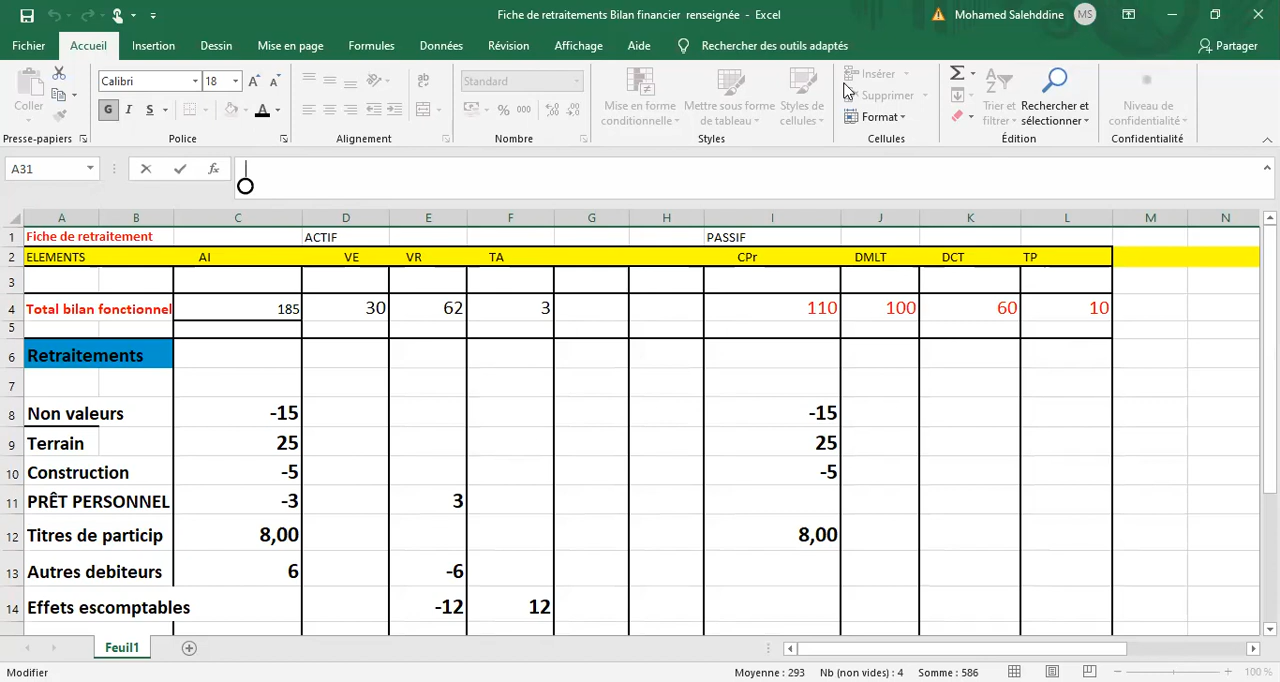 Fiche de retraitements Bilan financier renseignée - Excel
Mohamed Salehddine MS
Fichier Accueil Insertion Dessin Mise en page Formules Données Révision Affichage Aide Rechercher des outils adaptés Partager
Coller
Calibri 18
G I S A
Standard
% 000
Mise en forme conditionnelle
Mettre sous forme de tableau
Styles de cellules
Insérer
Supprimer
Format
Trier et filtrer
Rechercher et sélectionner
Niveau de confidentialité
Presse-papiers Police Alignement Nombre Styles Cellules Édition Confidentialité
A31 fx
A B C D E F G H I J K L M N
1 Fiche de retraitement ACTIF PASSIF
2 ELEMENTS AI VE VR TA CPr DMLT DCT TP
3
4 Total bilan fonctionnel 185 30 62 3 110 100 60 10
5
6 Retraitements
7
8 Non valeurs -15 -15
9 Terrain 25 25
10 Construction -5 -5
11 PRÊT PERSONNEL -3 3
12 Titres de particip 8,00 8,00
13 Autres debiteurs 6 -6
14 Effets escomptables -12 12
Feuil1
Modifier Moyenne : 293 Nb (non vides) : 4 Somme : 586 100 %